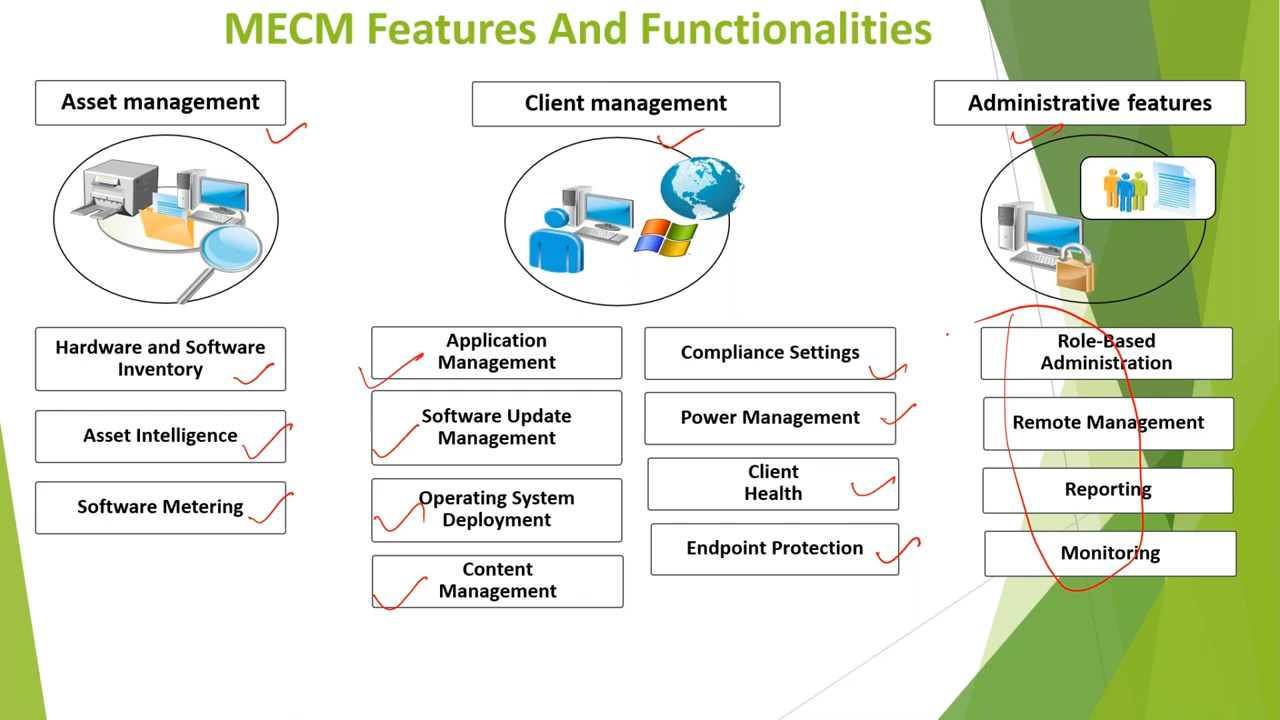 MECM Features And Functionalities
Asset management
Hardware and Software
Inventory
Asset Intelligence
Software Metering
Client management
Application
Management
Software Update
Management
Operating System
Deployment
Content
Management
Compliance Settings
Power Management
Client
Health
Endpoint Protection
Administrative features
Role-Based
Administration
Remote Management
Reporting
Monitoring